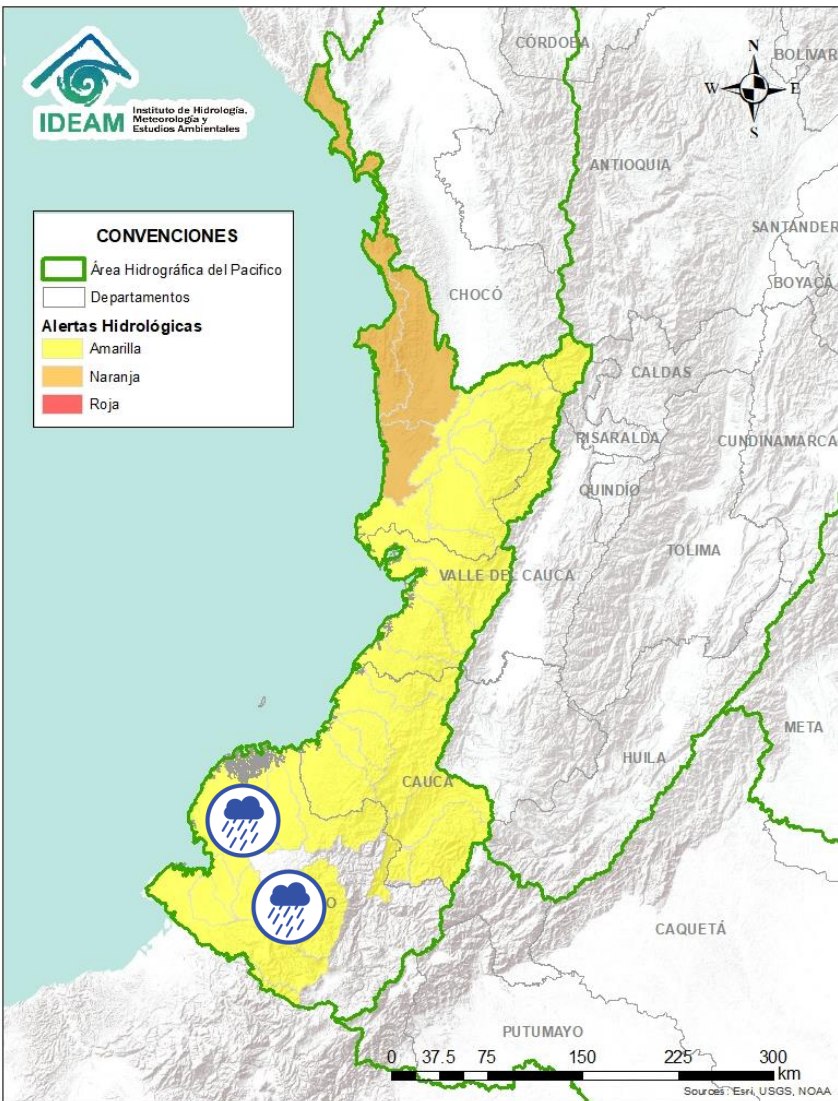 IDEAM
Instituto de Hidrología,
Meteorología y
Estudios Ambientales
N
W
E
S
CÓRDOBA
BOLIVAR
ANTIOQUIA
SANTANDER
BOYACÁ
CONVENCIONES
Área Hidrográfica del Pacifico
Departamentos
Alertas Hidrológicas
Amarilla
Naranja
Roja
CHOCÓ
CALDAS
RISARALDA
CUNDINAMARCA
QUINDÍO
TOLIMA
VALLE DEL CAUCA
META
HUILA
CAUCA
O
CAQUETÁ
PUTUMAYO
0 37.5 75 150 225 300
km
Sources: Esri, USGS, NOAA